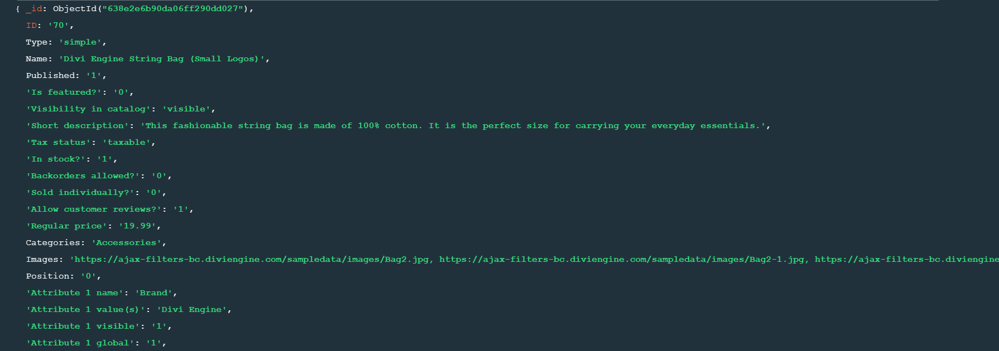 { _id: ObjectId("638e2e6b90da06ff290dd027"),
ID: '70',
Type: 'simple',
Name: 'Divi Engine String Bag (Small Logos)',
Published: '1',
'Is featured?': '0',
'Visibility in catalog': 'visible',
'Short description': 'This fashionable string bag is made of 100% cotton. It is the perfect size for carrying your everyday essentials.',
'Tax status': 'taxable',
'In stock?': '1',
'Backorders allowed?': '0',
'Sold individually?': '0',
'Allow customer reviews?': '1',
'Regular price': '19.99',
Categories: 'Accessories',
Images: 'https://ajax-filters-bc.diviengine.com/sampledata/images/Bag2.jpg, https://ajax-filters-bc.diviengine.com/sampledata/images/Bag2-1.jpg, https://ajax-filters-bc.diviengine
Position: '0',
'Attribute 1 name': 'Brand',
'Attribute 1 value(s)': 'Divi Engine',
'Attribute 1 visible': '1',
'Attribute 1 global': '1',